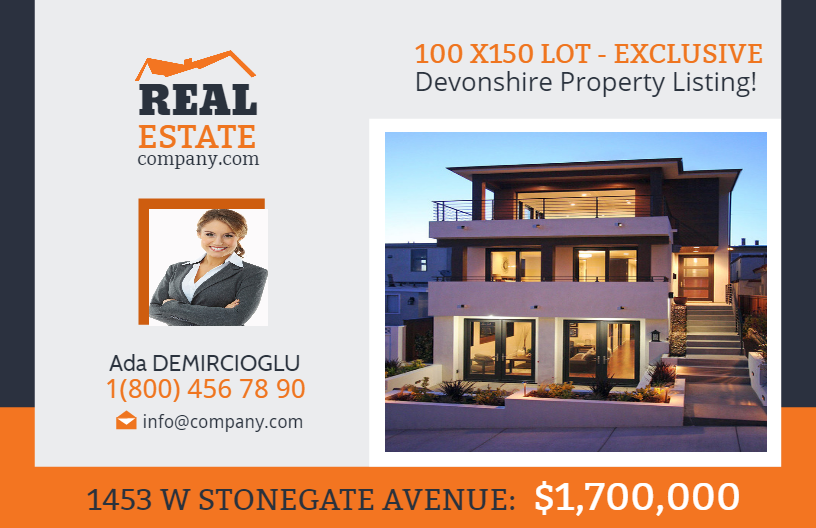 REAL
ESTATE
company.com
100 X150 LOT - EXCLUSIVE
Devonshire Property Listing!
Ada DEMIRCIOGLU
1(800) 456 78 90
info@company.com
1453 W STONEGATE AVENUE: $1,700,000